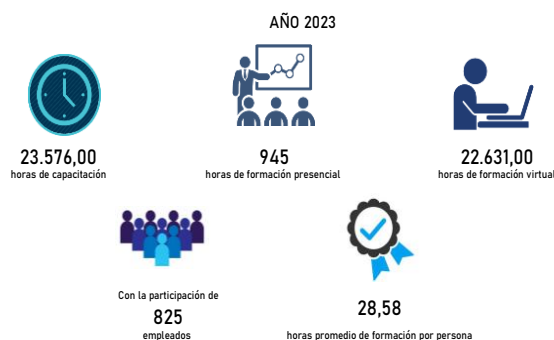 AÑO 2023
23.576,00
horas de capacitación
945
horas de formación presencial
22.631,00
horas de formación virtual
Con la participación de
825
empleados
28,58
horas promedio de formación por persona